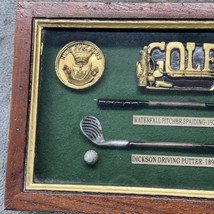 GOLF
WATERFALL PITCHER SPALDING-19
DICKSON DRIVING PUTTER-189